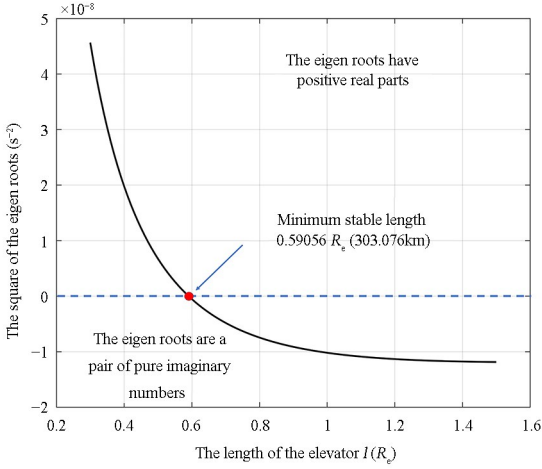 ×10⁻⁸
5
4
3
2
1
0
−1
−2
The square of the eigen roots (s⁻²)
The eigen roots have
positive real parts
Minimum stable length
0.59056 Rₑ (303.076km)
The eigen roots are a
pair of pure imaginary
numbers
0.2 0.4 0.6 0.8 1 1.2 1.4 1.6
The length of the elevator l (Rₑ)